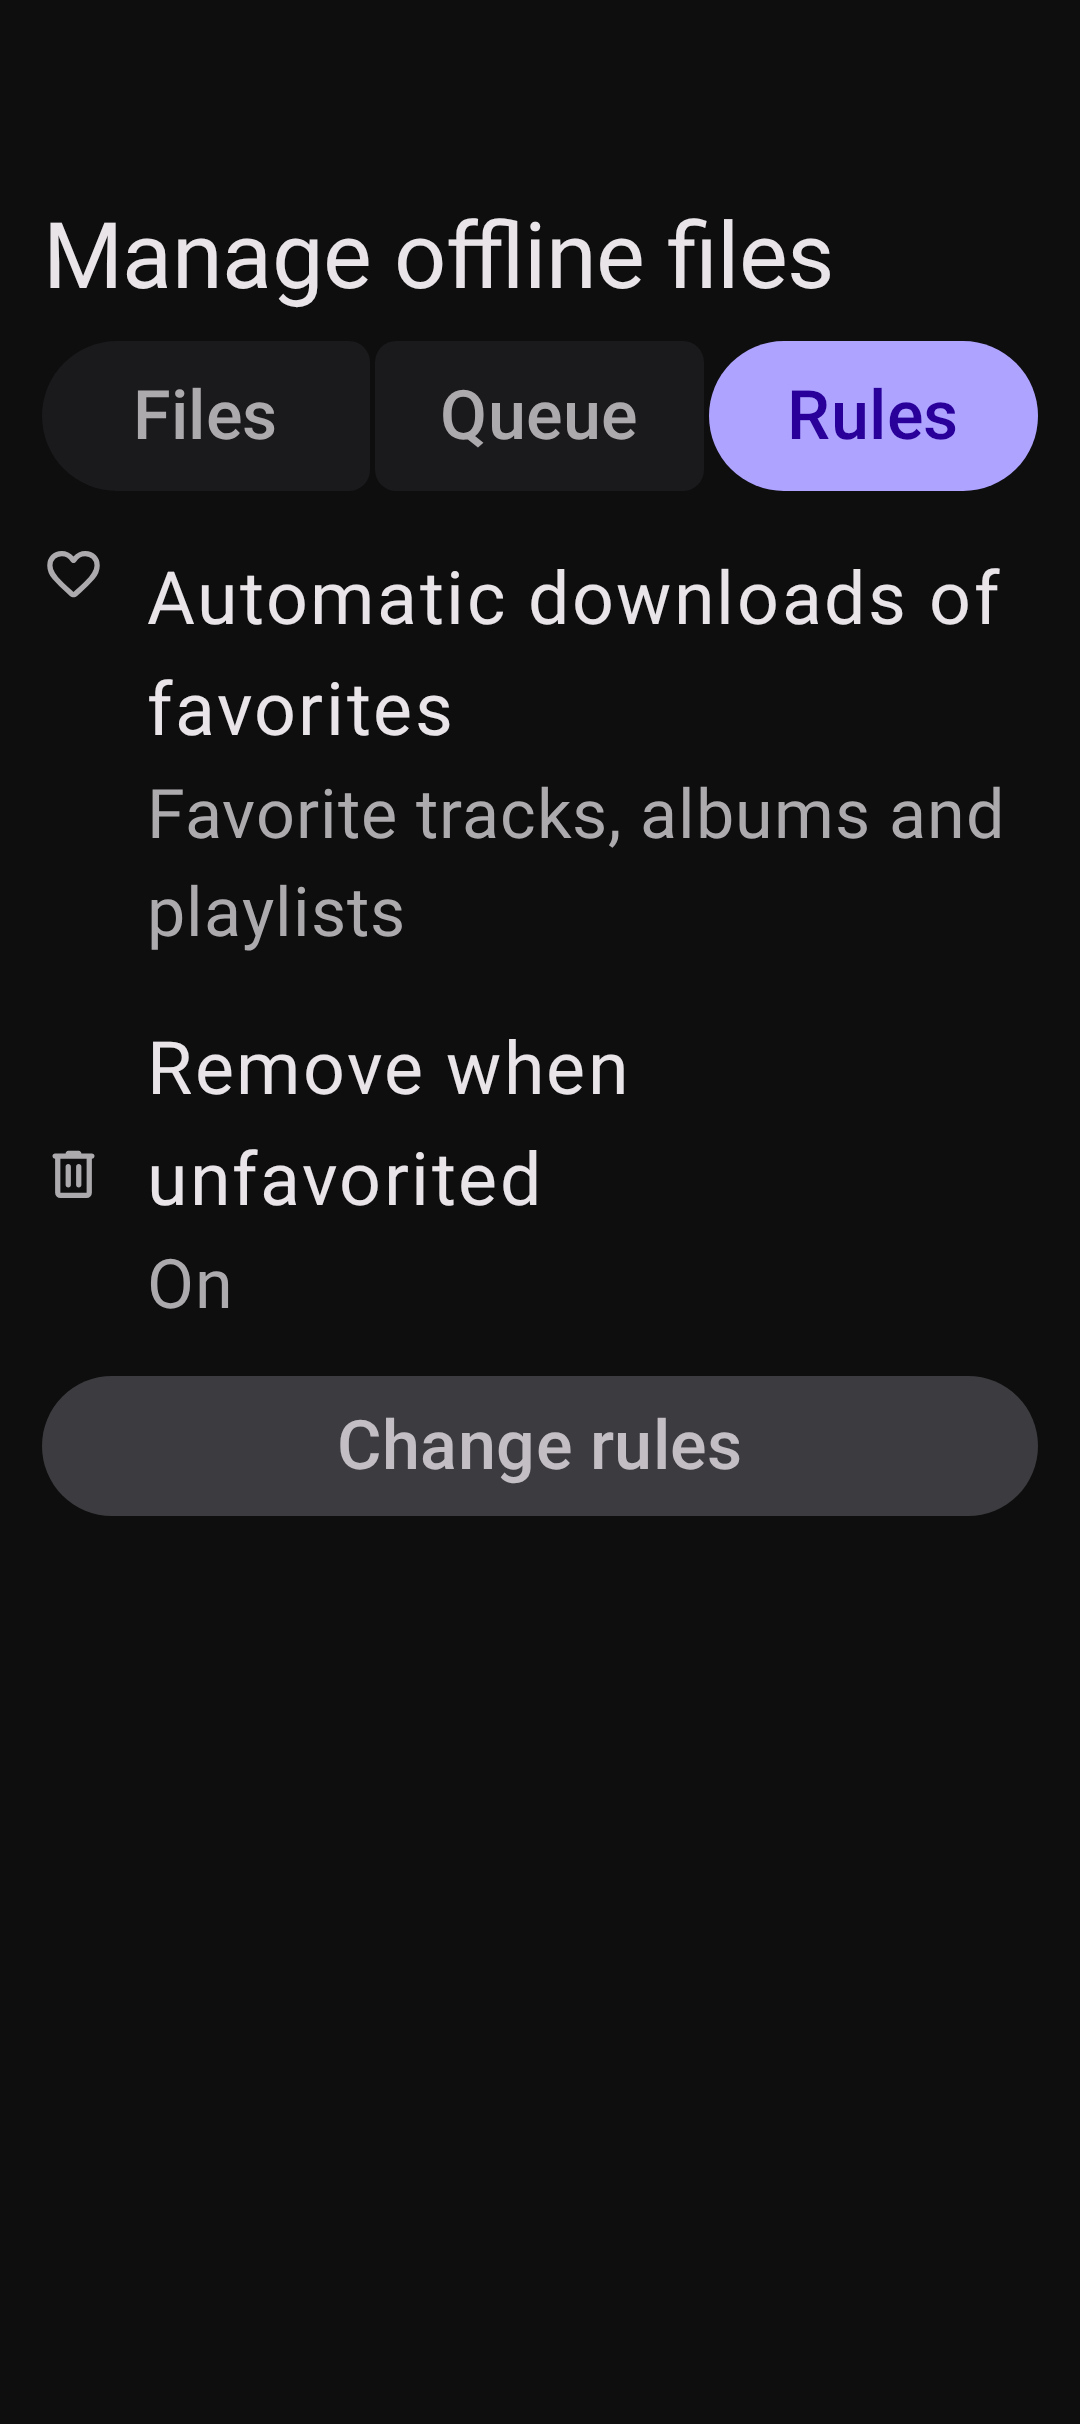 Manage offline files
Files
Queue
Rules
Automatic downloads of
favorites
Favorite tracks, albums and
playlists
Remove when
unfavorited
On
Change rules